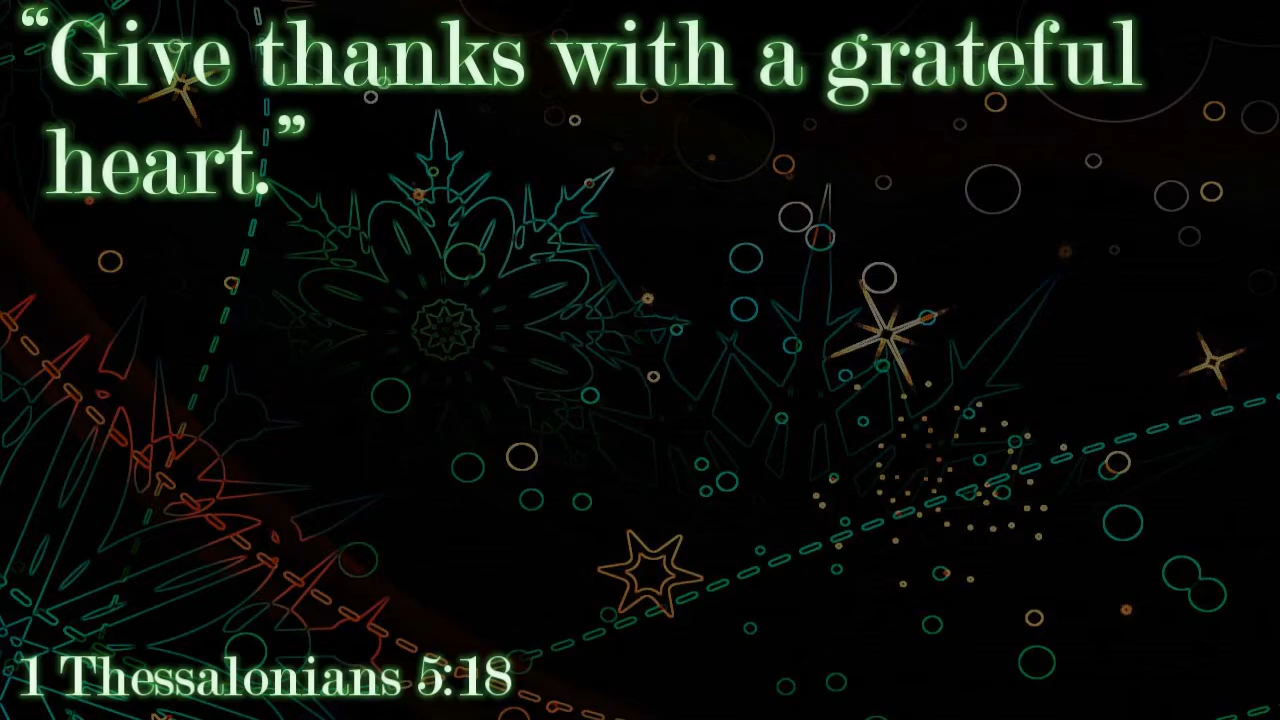 “Give thanks with a grateful
heart.”
1 Thessalonians 5:18